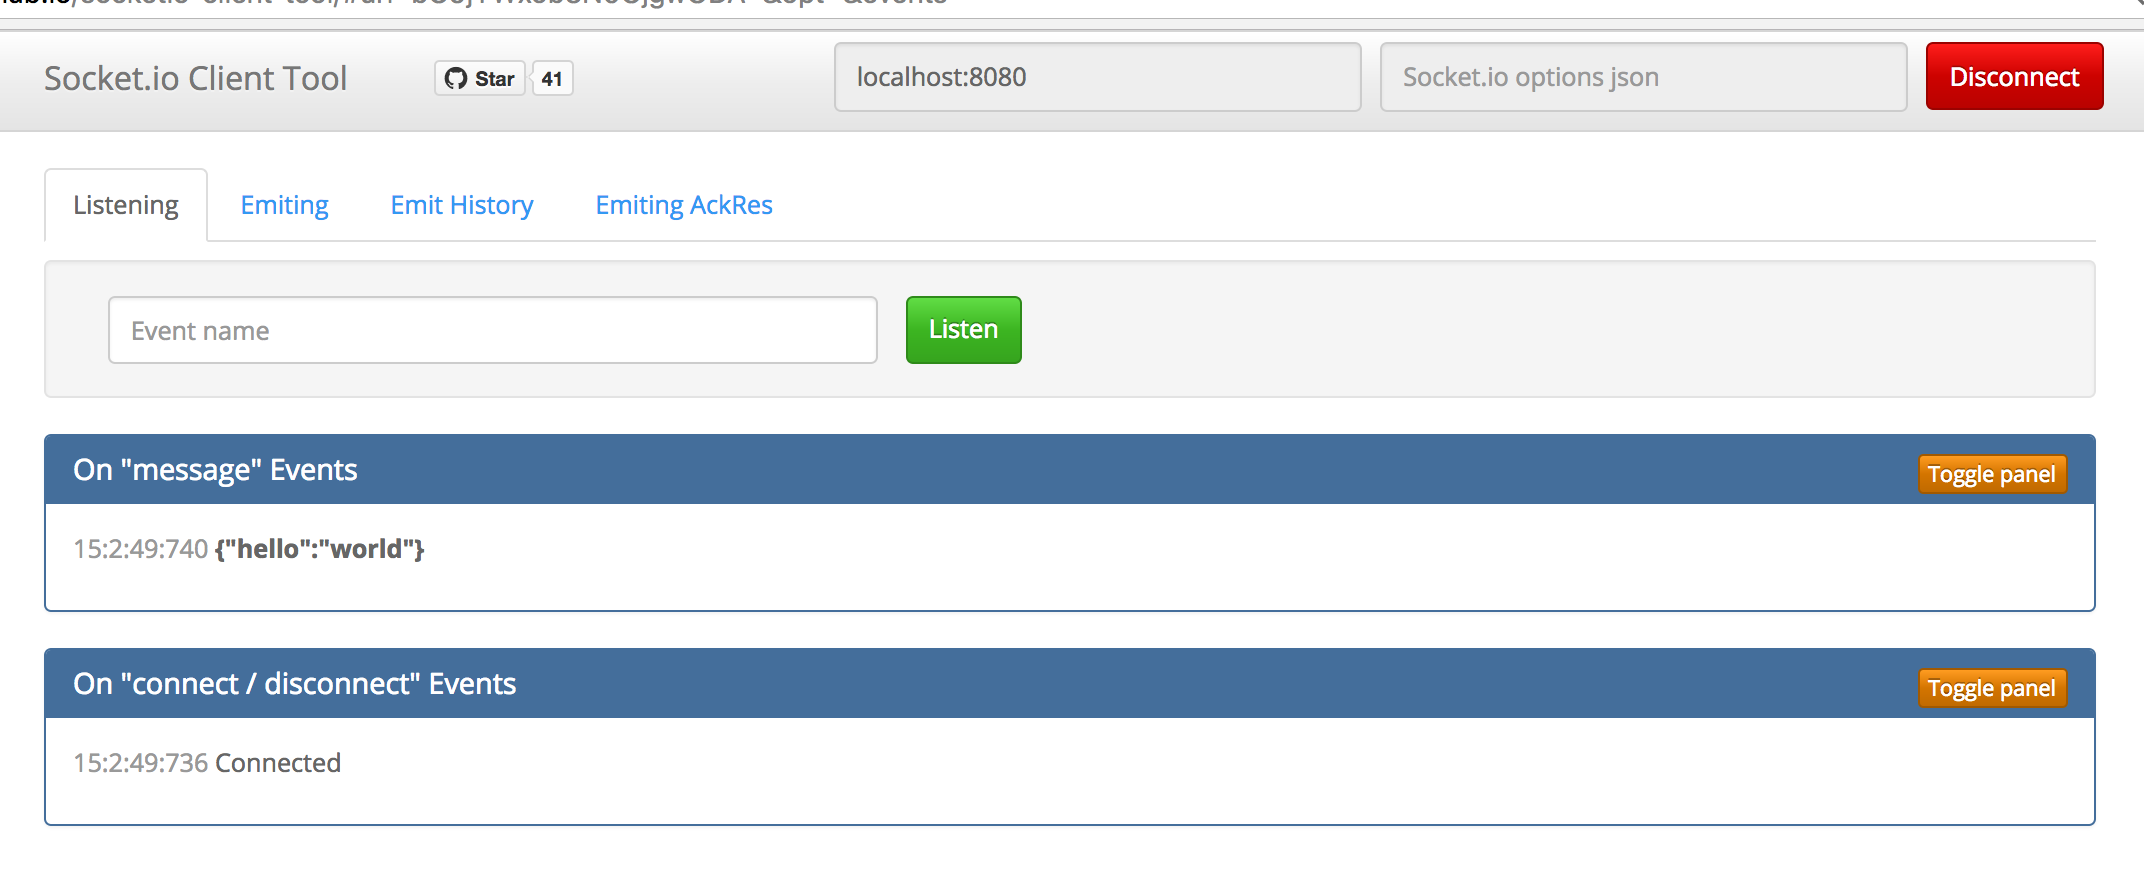 Socket.io Client Tool Star 41 localhost:8080 Socket.io options json Disconnect
Listening Emiting Emit History Emiting AckRes
Event name Listen
On "message" Events Toggle panel
15:2:49:740 {"hello":"world"}
On "connect / disconnect" Events Toggle panel
15:2:49:736 Connected